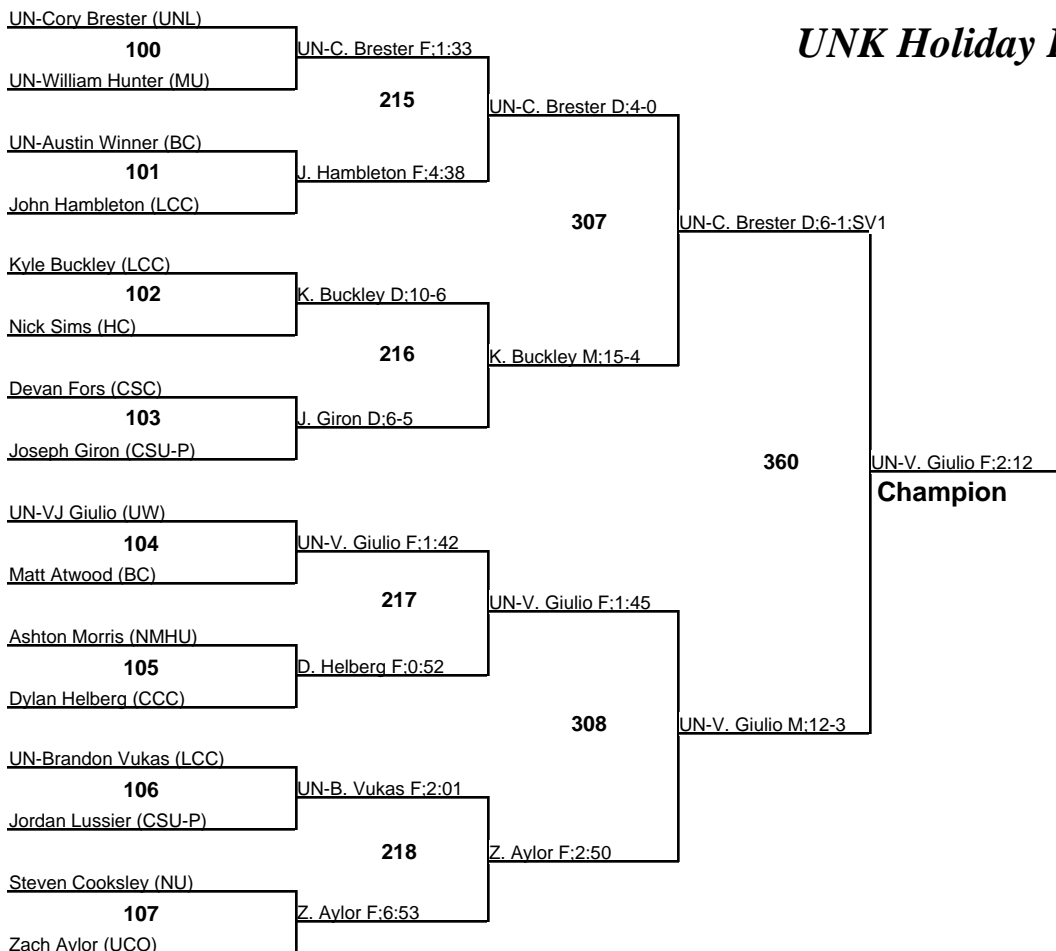 UN-Cory Brester (UNL)
100
UN-William Hunter (MU)
UN-C. Brester F;1:33
UNK Holiday
215
UN-C. Brester D;4-0
UN-Austin Winner (BC)
101
John Hambleton (LCC)
J. Hambleton F;4:38
307
UN-C. Brester D;6-1;SV1
Kyle Buckley (LCC)
102
Nick Sims (HC)
K. Buckley D;10-6
216
K. Buckley M;15-4
Devan Fors (CSC)
103
Joseph Giron (CSU-P)
J. Giron D;6-5
360
UN-V. Giulio F;2:12
Champion
UN-VJ Giulio (UW)
104
Matt Atwood (BC)
UN-V. Giulio F;1:42
217
UN-V. Giulio F;1:45
Ashton Morris (NMHU)
105
Dylan Helberg (CCC)
D. Helberg F;0:52
308
UN-V. Giulio M;12-3
UN-Brandon Vukas (LCC)
106
Jordan Lussier (CSU-P)
UN-B. Vukas F;2:01
218
Z. Aylor F;2:50
Steven Cooksley (NU)
107
Zach Aylor (UCO)
Z. Aylor F;6:53